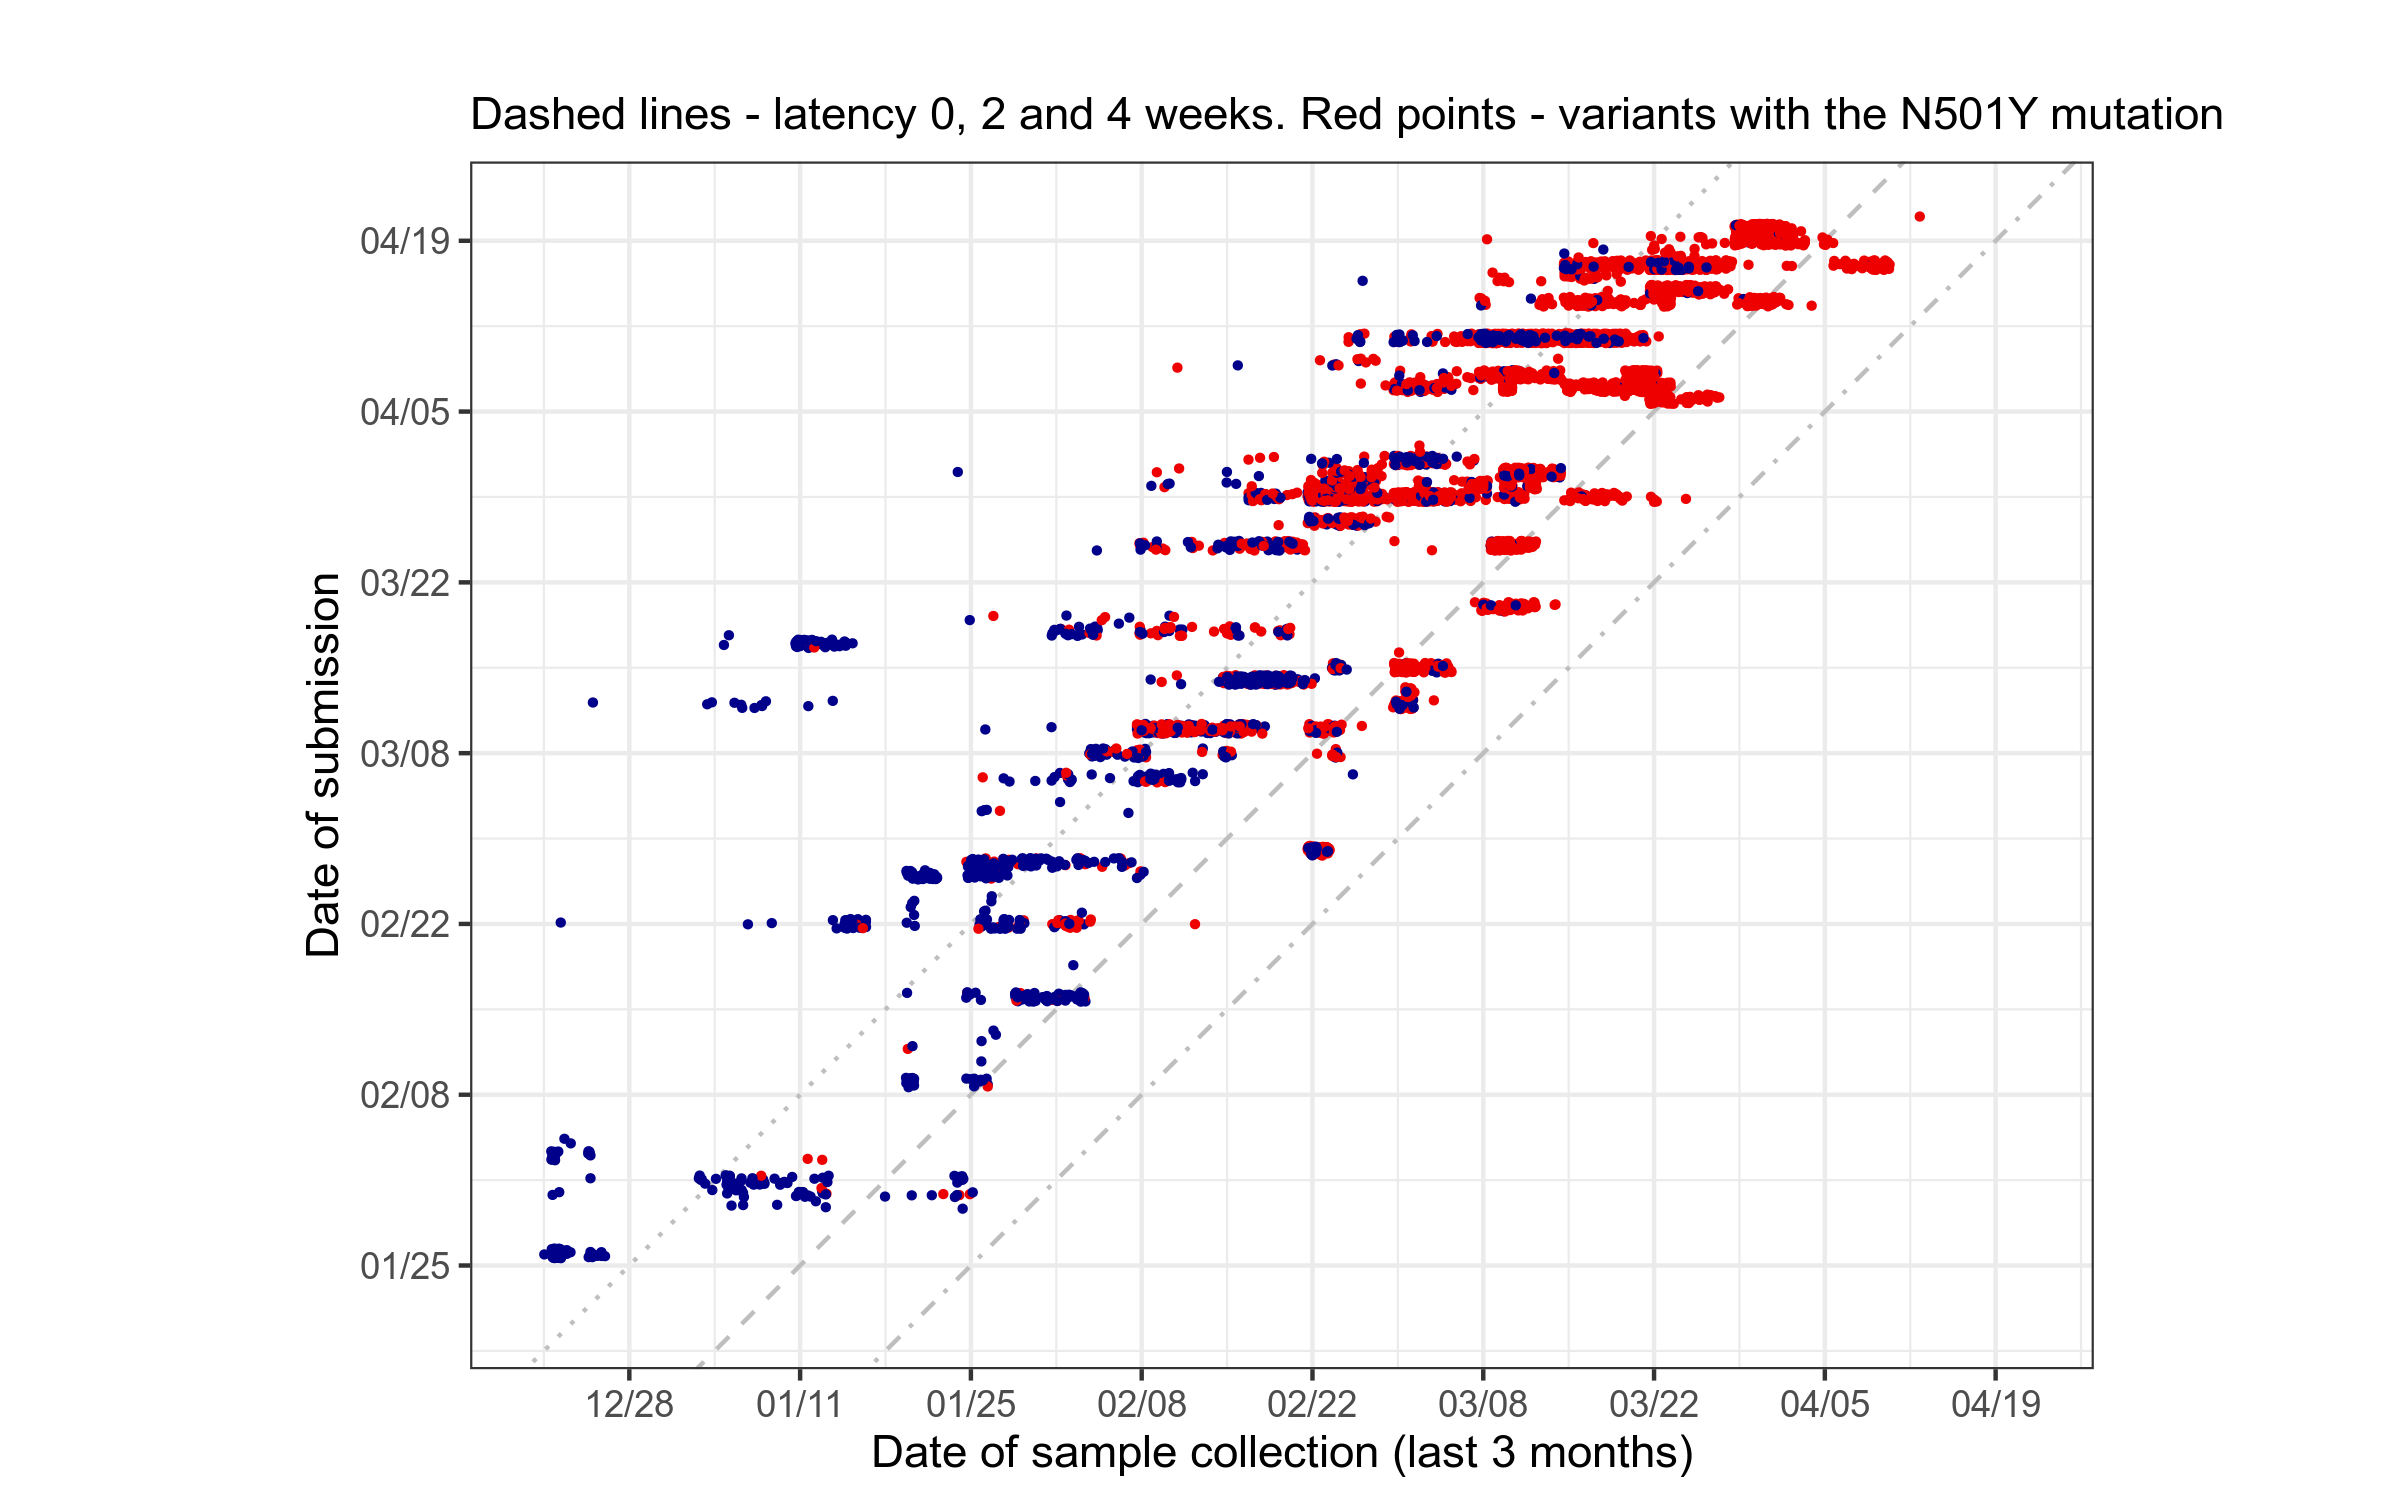 Dashed lines - latency 0, 2 and 4 weeks. Red points - variants with the N501Y mutation
Date of submission
04/19
04/05
03/22
03/08
02/22
02/08
01/25
12/28 01/11 01/25 02/08 02/22 03/08 03/22 04/05 04/19
Date of sample collection (last 3 months)